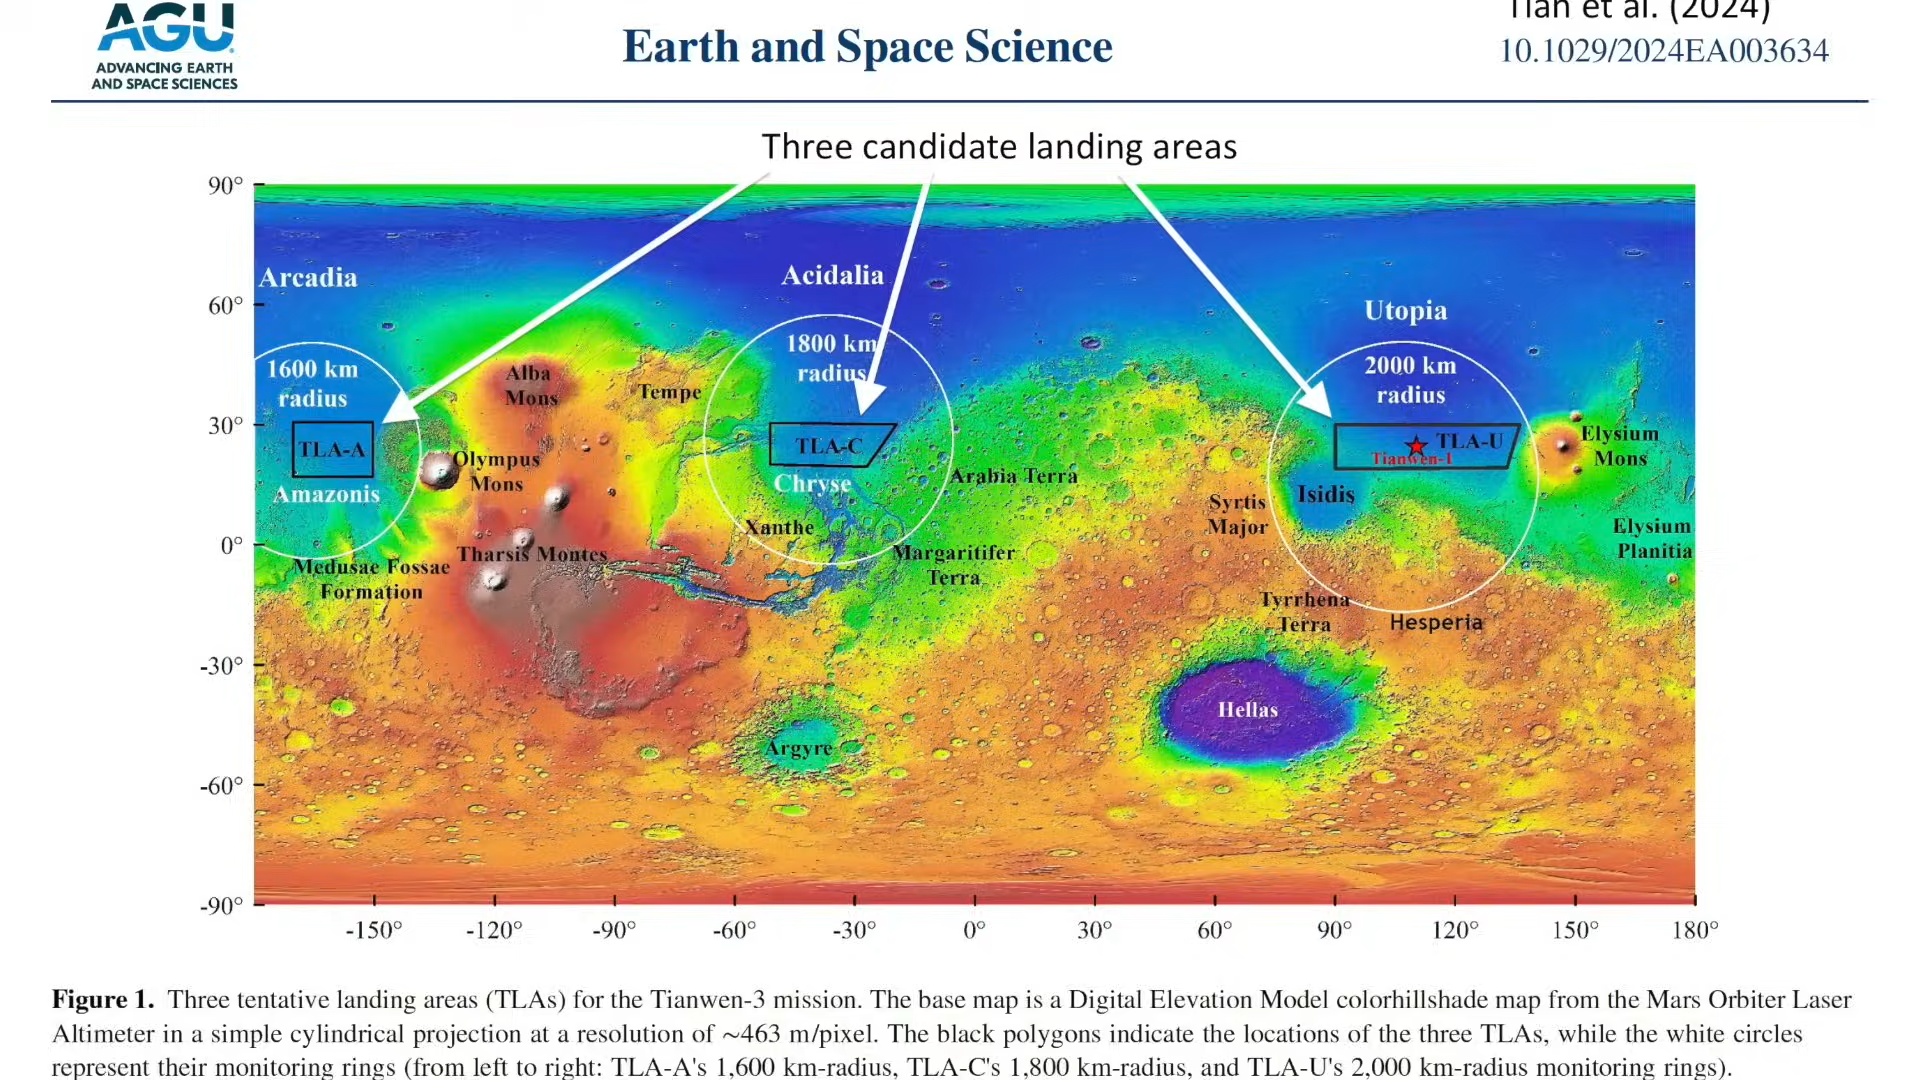 AGU
ADVANCING EARTH
AND SPACE SCIENCES
Earth and Space Science
Tian et al. (2024)
10.1029/2024EA003634
Three candidate landing areas
90°
60°
30°
0°
-30°
-60°
-90°
Arcadia
Acidalia
Utopia
1600 km
radius
1800 km
radius
2000 km
radius
Alba
Mons
Tempe
TLA-A
TLA-C
TLA-U
Tianwen-1
Olympus
Mons
Amazonis
Chryse
Arabia Terra
Elysium
Mons
Isidis
Syrtis
Major
Xanthe
Elysium
Planitia
Tharsis Montes
Margaritifer
Terra
Medusae Fossae
Formation
Tyrrhena
Terra
Hesperia
Hellas
Argyre
-150°
-120°
-90°
-60°
-30°
0°
30°
60°
90°
120°
150°
180°
Figure 1. Three tentative landing areas (TLAs) for the Tianwen-3 mission. The base map is a Digital Elevation Model colorhillshade map from the Mars Orbiter Laser
Altimeter in a simple cylindrical projection at a resolution of ~463 m/pixel. The black polygons indicate the locations of the three TLAs, while the white circles
represent their monitoring rings (from left to right: TLA-A's 1,600 km-radius, TLA-C's 1,800 km-radius, and TLA-U's 2,000 km-radius monitoring rings).